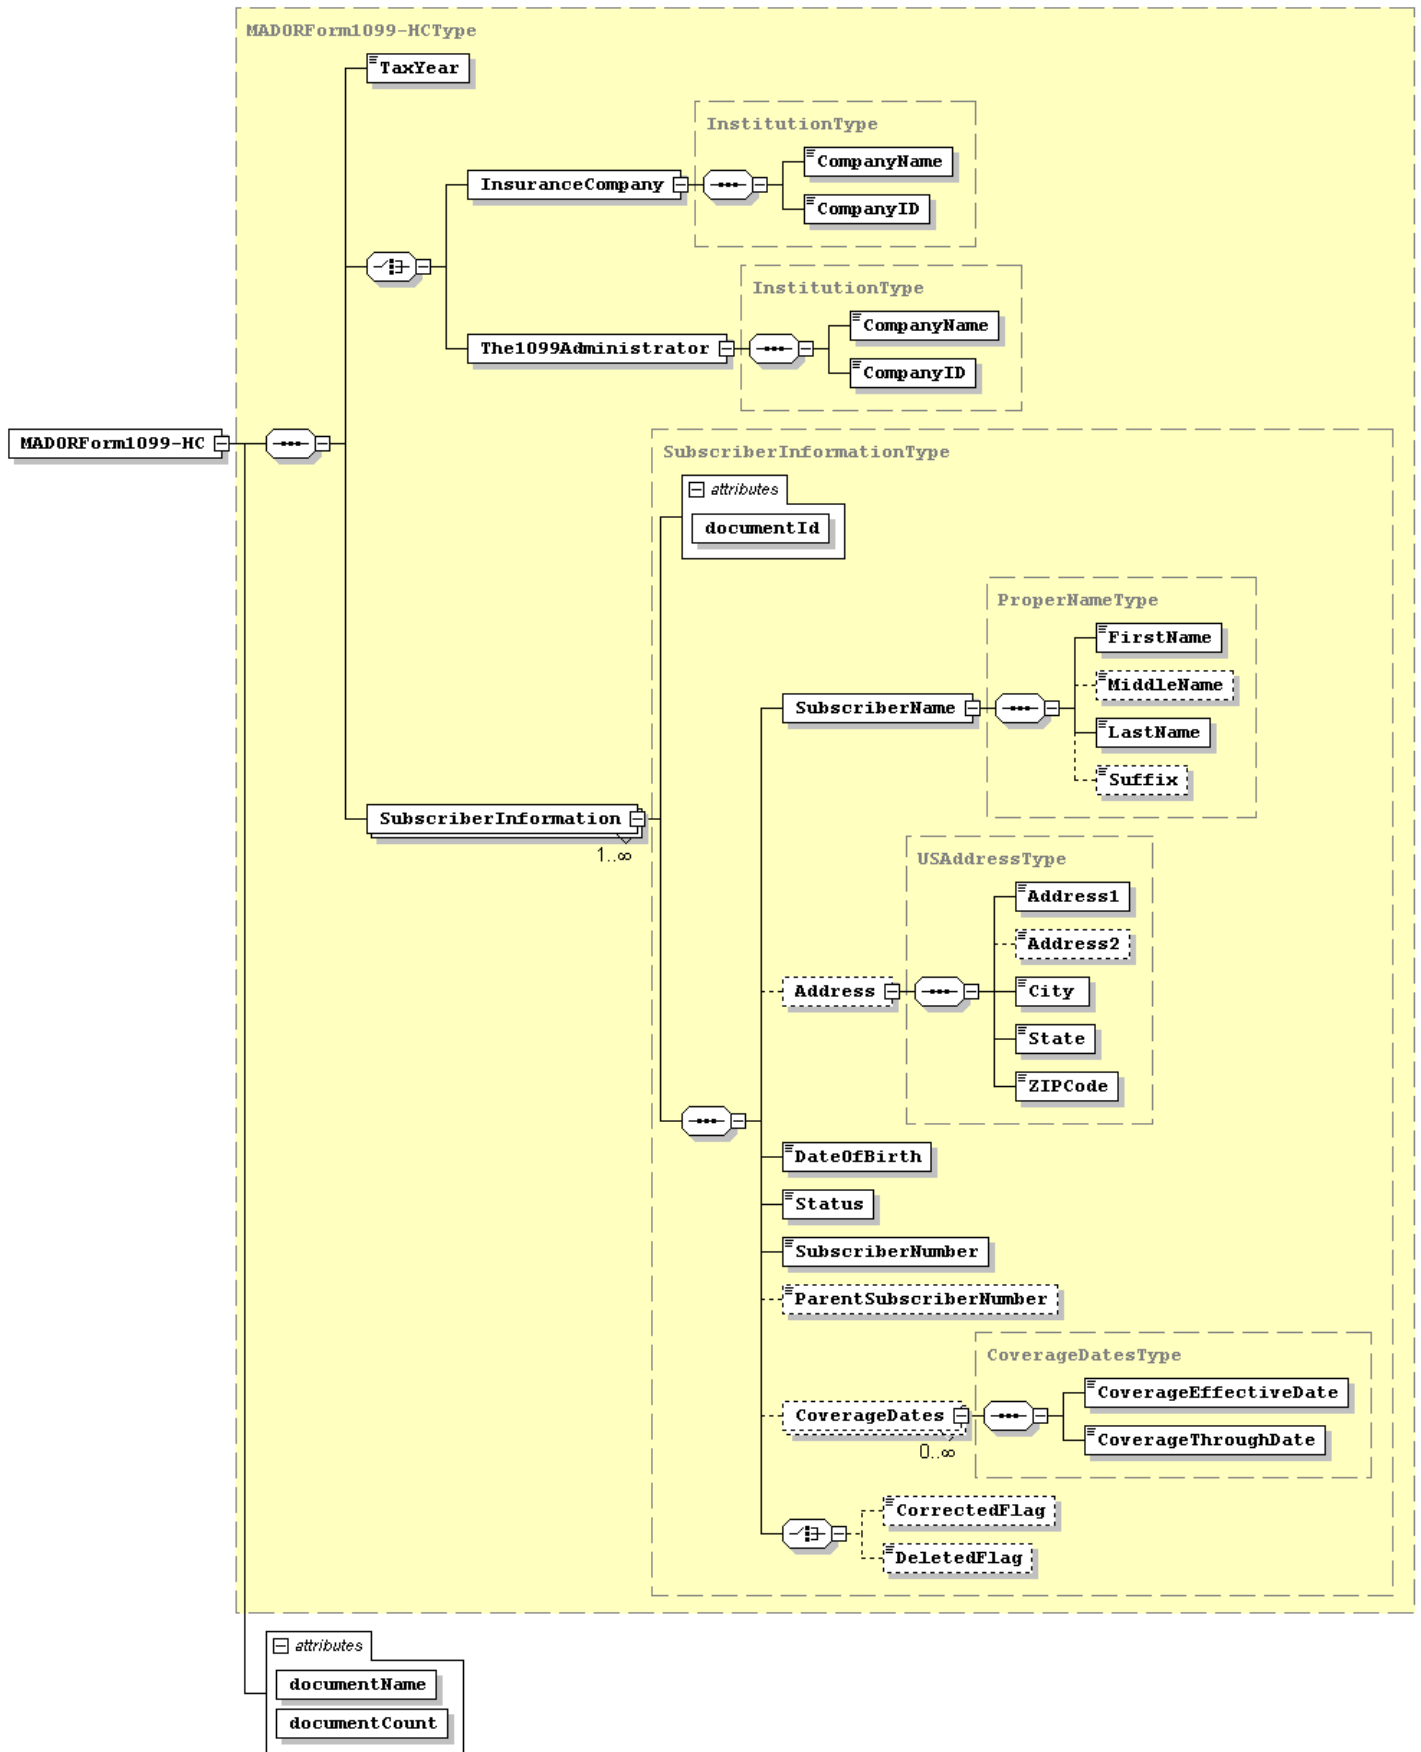 MADORForm1099-HCType
TaxYear
InstitutionType
CompanyName
InsuranceCompany
CompanyID
InstitutionType
CompanyName
The1099Administrator
CompanyID
MADORForm1099-HC
SubscriberInformationType
attributes
documentId
ProperNameType
FirstName
MiddleName
SubscriberName
LastName
Suffix
SubscriberInformation
1..∞
USAddressType
Address1
Address2
Address
City
State
ZIPCode
DateOfBirth
Status
SubscriberNumber
ParentSubscriberNumber
CoverageDatesType
CoverageEffectiveDate
CoverageDates
CoverageThroughDate
0..∞
CorrectedFlag
DeletedFlag
attributes
documentName
documentCount